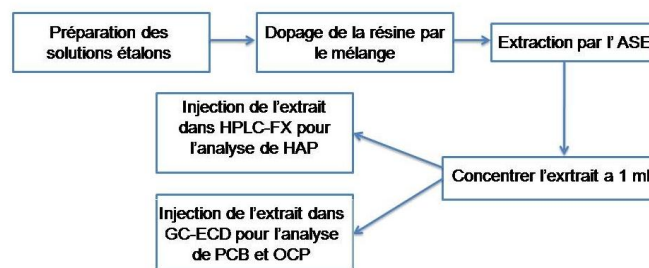 Préparation des
solutions étalons
Dopage de la résine par
le mélange
Extraction par l' ASE
Concentrer l'exrtrait a 1 ml
Injection de l'extrait
dans HPLC-FX pour
l'analyse de HAP
Injection de l'extrait dans
GC-ECD pour l'analyse
de PCB et OCP